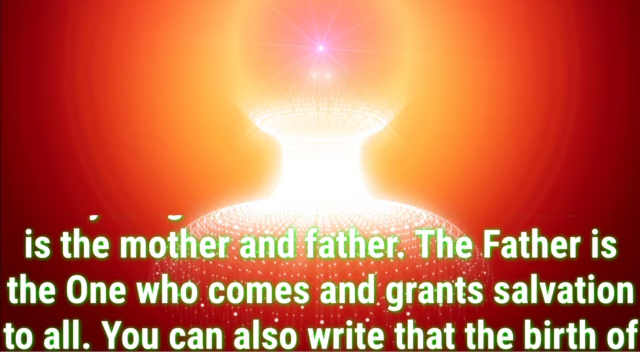 is the mother and father. The Father is
the One who comes and grants salvation
to all. You can also write that the birth of